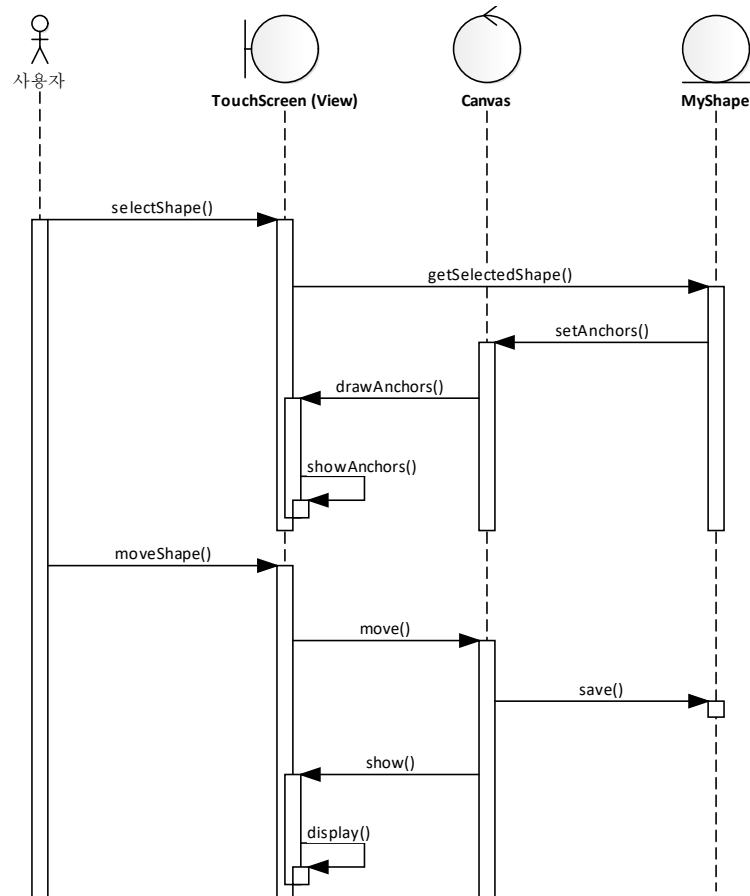 사용자
TouchScreen (View)
Canvas
MyShape
selectShape()
getSelectedShape()
setAnchors()
drawAnchors()
showAnchors()
moveShape()
move()
save()
show()
display()